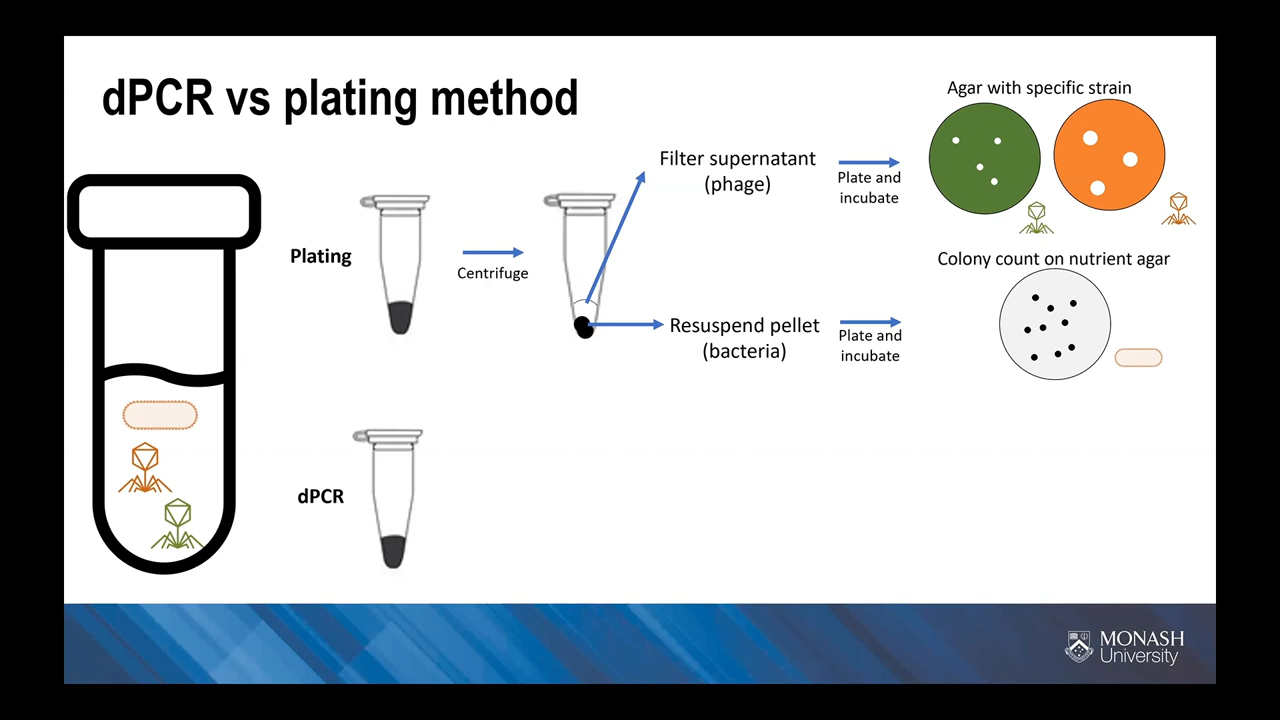 dPCR vs plating method
Agar with specific strain
Filter supernatant
(phage)
Plate and
incubate
Plating
Centrifuge
Colony count on nutrient agar
Resuspend pellet
(bacteria)
Plate and
incubate
dPCR
MONASH
University